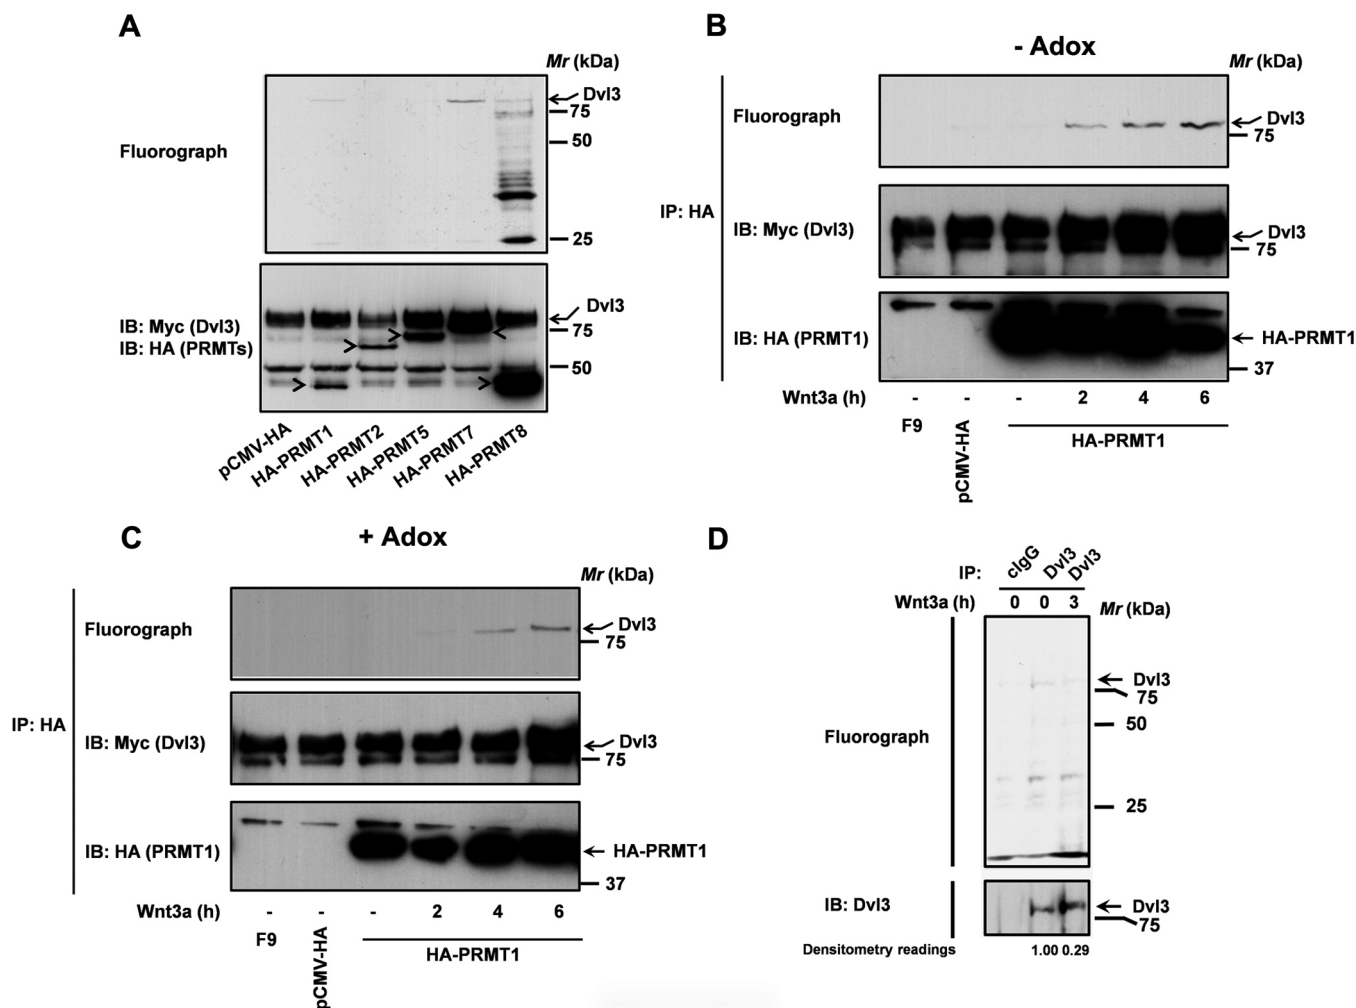 A
Mr (kDa)
Dvl3
75
50
25
Fluorograph
Dvl3
75
50
IB: Myc (Dvl3)
IB: HA (PRMTs)
pCMV-HA
HA-PRMT1
HA-PRMT2
HA-PRMT5
HA-PRMT7
HA-PRMT8
B
- Adox
Mr (kDa)
Fluorograph
Dvl3
75
IP: HA
IB: Myc (Dvl3)
Dvl3
75
IB: HA (PRMT1)
HA-PRMT1
37
Wnt3a (h) - - - 2 4 6
F9
pCMV-HA
HA-PRMT1
C
+ Adox
Mr (kDa)
Fluorograph
Dvl3
75
IP: HA
IB: Myc (Dvl3)
Dvl3
75
IB: HA (PRMT1)
HA-PRMT1
37
Wnt3a (h) - - - 2 4 6
F9
pCMV-HA
HA-PRMT1
D
IP: cIgG Dvl3 Dvl3
Wnt3a (h) 0 0 3
Mr (kDa)
Dvl3
75
50
Fluorograph
25
IB: Dvl3
Dvl3
75
Densitometry readings 1.00 0.29